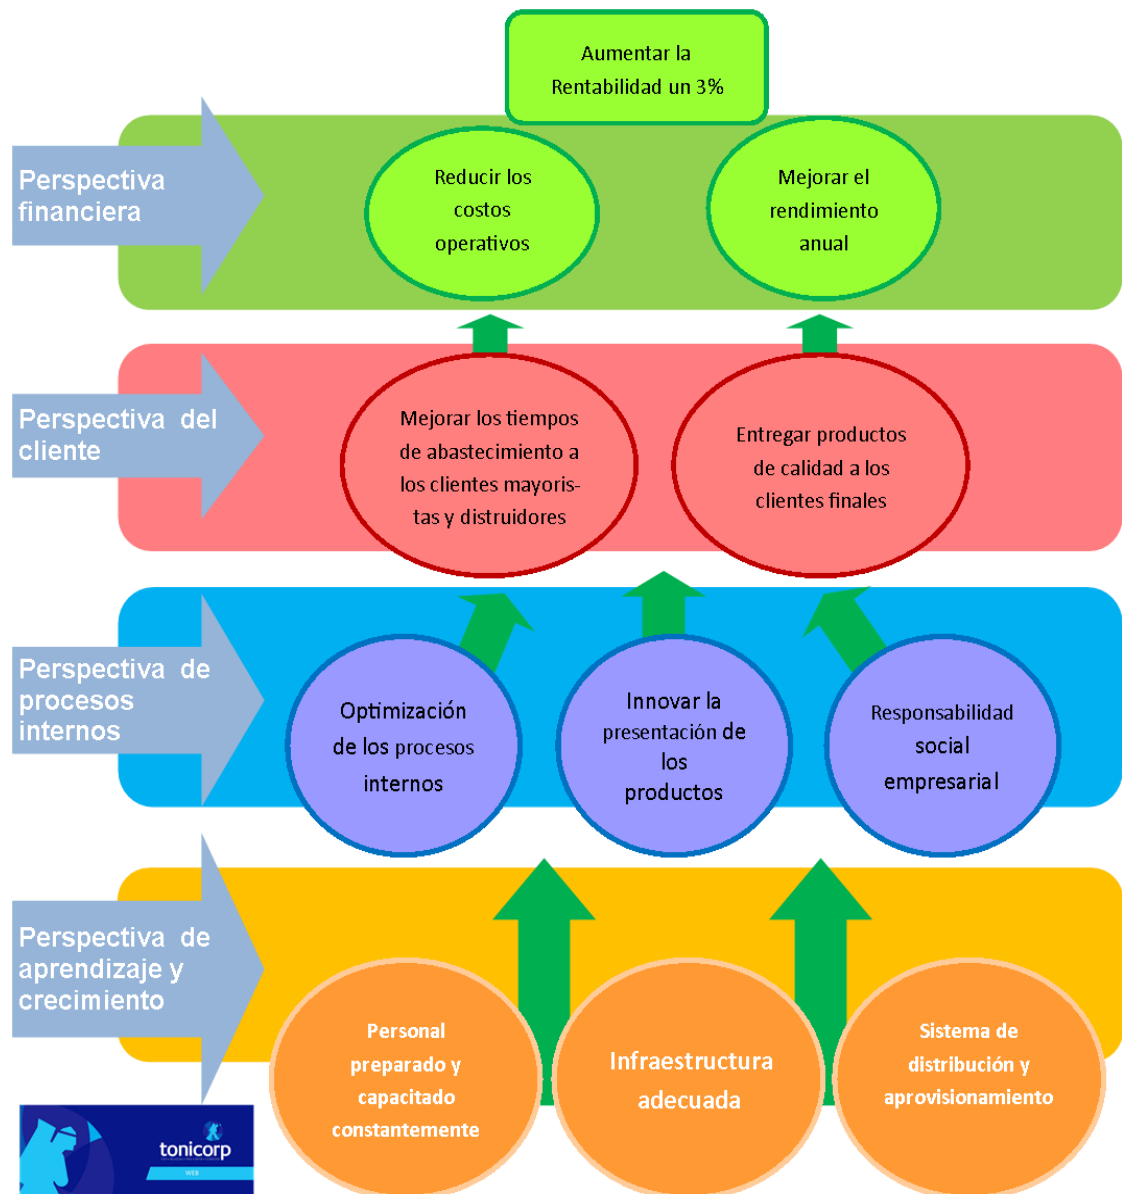 Aumentar la
Rentabilidad un 3%
Perspectiva
financiera
Reducir los
costos
operativos
Mejorar el
rendimiento
anual
Perspectiva del
cliente
Mejorar los tiempos
de abastecimiento a
los clientes mayoris-
tas y distruidores
Entregar productos
de calidad a los
clientes finales
Perspectiva de
procesos
internos
Optimización
de los procesos
internos
Innovar la
presentación de
los
productos
Responsabilidad
social
empresarial
Perspectiva de
aprendizaje y
crecimiento
Personal
preparado y
capacitado
constantemente
Infraestructura
adecuada
Sistema de
distribución y
aprovisionamiento
tonicorp
WEB